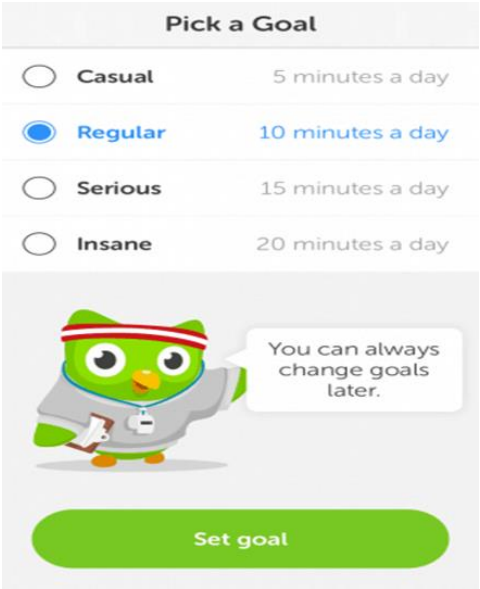 Pick a Goal
Casual 5 minutes a day
Regular 10 minutes a day
Serious 15 minutes a day
Insane 20 minutes a day
You can always
change goals
later.
Set goal